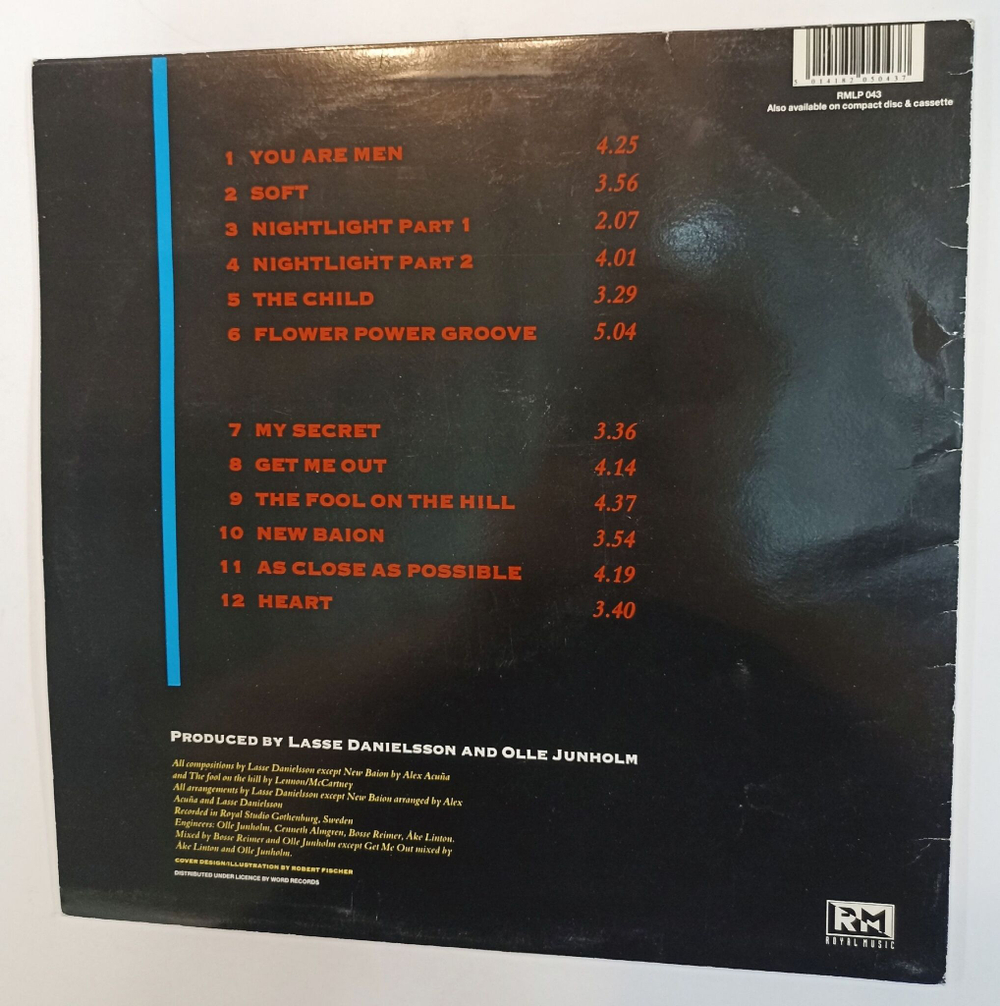 5 014182 050437
RMLP 043
Also available on compact disc & cassette
1 YOU ARE MEN 4.25
2 SOFT 3.56
3 NIGHTLIGHT PART 1 2.07
4 NIGHTLIGHT PART 2 4.01
5 THE CHILD 3.29
6 FLOWER POWER GROOVE 5.04
7 MY SECRET 3.36
8 GET ME OUT 4.14
9 THE FOOL ON THE HILL 4.37
10 NEW BAION 3.54
11 AS CLOSE AS POSSIBLE 4.19
12 HEART 3.40
PRODUCED BY LASSE DANIELSSON AND OLLE JUNHOLM
All compositions by Lasse Danielsson except New Baion by Alex Acuña
and The fool on the hill by Lennon/McCartney
All arrangements by Lasse Danielsson except New Baion arranged by Alex
Acuña and Lasse Danielsson
Recorded in Royal Studio Gothenburg, Sweden
Engineers: Olle Junholm, Cenneth Almgren, Bosse Reimer, Åke Linton.
Mixed by Bosse Reimer and Olle Junholm except Get Me Out mixed by
Åke Linton and Olle Junholm.
COVER DESIGN/ILLUSTRATION BY ROBERT FISCHER
DISTRIBUTED UNDER LICENCE BY WORD RECORDS
RM
ROYAL MUSIC